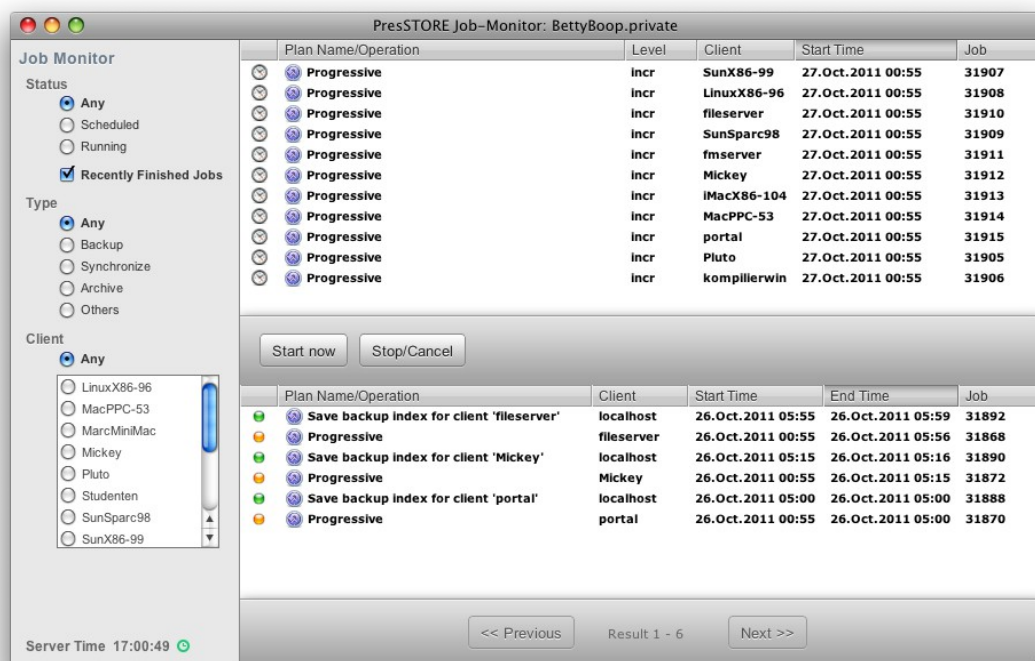 PresSTORE Job-Monitor: BettyBoop.private
Job Monitor
Status
Any
Scheduled
Running
Recently Finished Jobs
Type
Any
Backup
Synchronize
Archive
Others
Client
Any
LinuxX86-96
MacPPC-53
MarcMiniMac
Mickey
Pluto
Studenten
SunSparc98
SunX86-99
Server Time 17:00:49
Plan Name/Operation Level Client Start Time Job
Progressive incr SunX86-99 27.Oct.2011 00:55 31907
Progressive incr LinuxX86-96 27.Oct.2011 00:55 31908
Progressive incr fileserver 27.Oct.2011 00:55 31910
Progressive incr SunSparc98 27.Oct.2011 00:55 31909
Progressive incr fmserver 27.Oct.2011 00:55 31911
Progressive incr Mickey 27.Oct.2011 00:55 31912
Progressive incr iMacX86-104 27.Oct.2011 00:55 31913
Progressive incr MacPPC-53 27.Oct.2011 00:55 31914
Progressive incr portal 27.Oct.2011 00:55 31915
Progressive incr Pluto 27.Oct.2011 00:55 31905
Progressive incr kompilierwin 27.Oct.2011 00:55 31906
Start now Stop/Cancel
Plan Name/Operation Client Start Time End Time Job
Save backup index for client 'fileserver' localhost 26.Oct.2011 05:55 26.Oct.2011 05:59 31892
Progressive fileserver 26.Oct.2011 00:55 26.Oct.2011 05:56 31868
Save backup index for client 'Mickey' localhost 26.Oct.2011 05:15 26.Oct.2011 05:16 31890
Progressive Mickey 26.Oct.2011 00:55 26.Oct.2011 05:15 31872
Save backup index for client 'portal' localhost 26.Oct.2011 05:00 26.Oct.2011 05:00 31888
Progressive portal 26.Oct.2011 00:55 26.Oct.2011 05:00 31870
<< Previous Result 1 - 6 Next >>